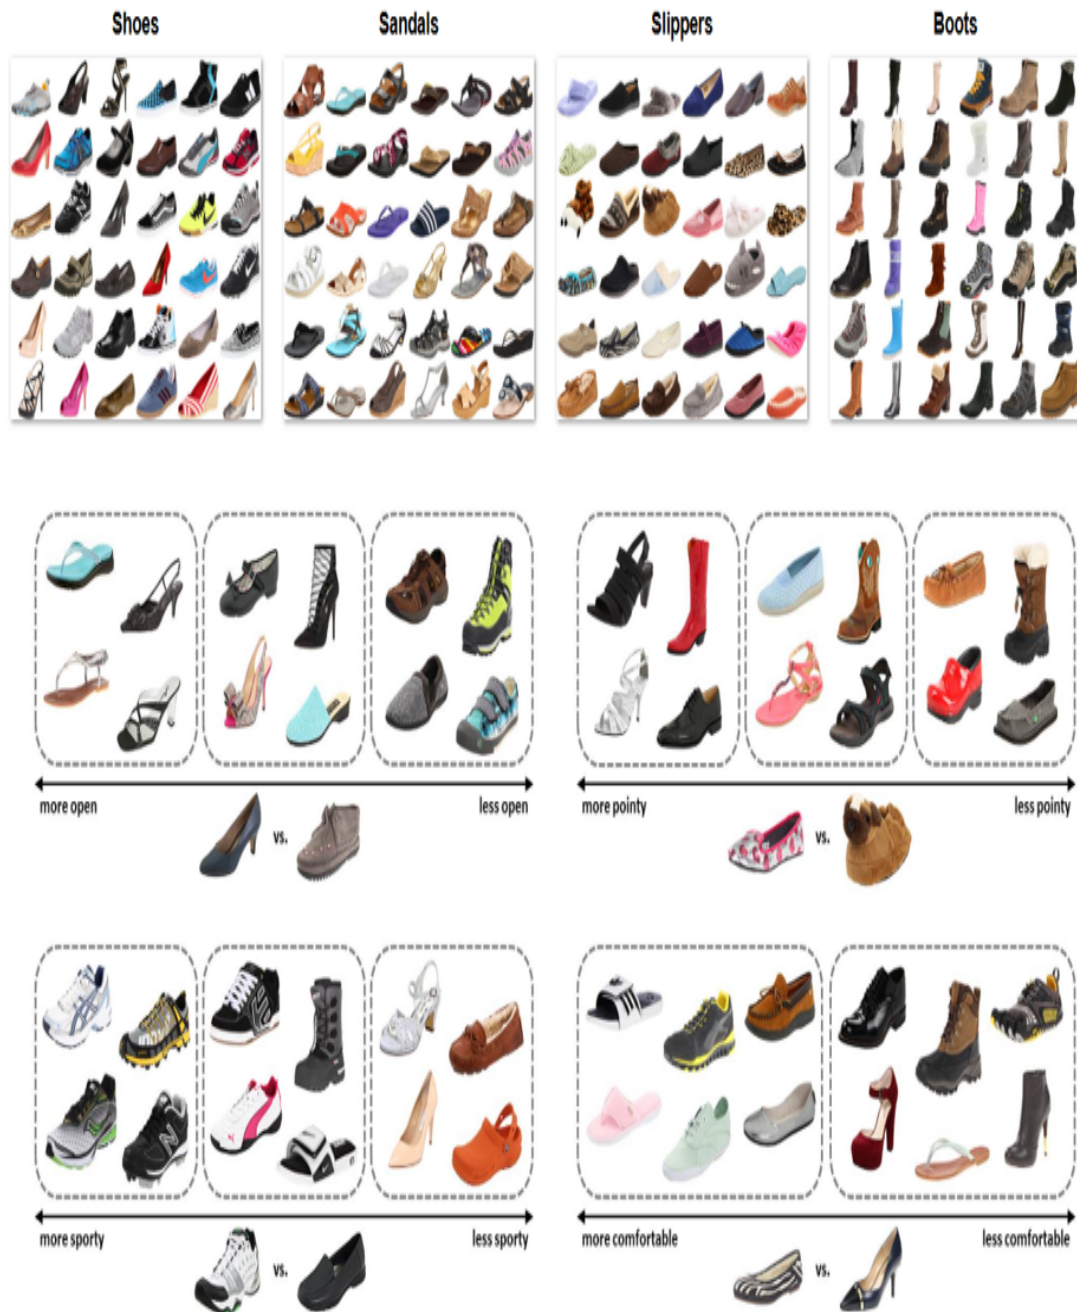 Shoes
Sandals
Slippers
Boots
more open
less open
vs.
more pointy
less pointy
vs.
more sporty
less sporty
vs.
more comfortable
less comfortable
vs.